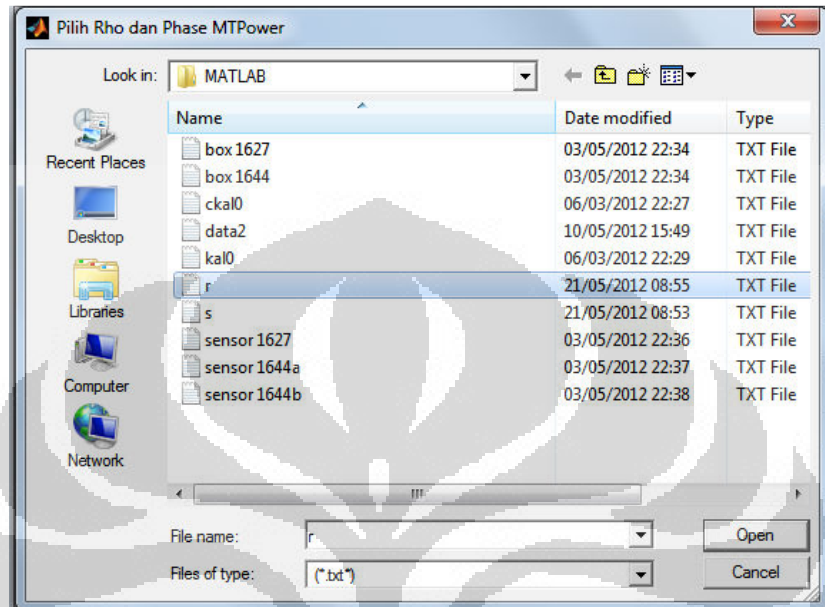 Pilih Rho dan Phase MTPower
Look in: MATLAB
Name Date modified Type
box 1627 03/05/2012 22:34 TXT File
box 1644 03/05/2012 22:34 TXT File
ckal0 06/03/2012 22:27 TXT File
data2 10/05/2012 15:49 TXT File
kal0 06/03/2012 22:29 TXT File
r 21/05/2012 08:55 TXT File
s 21/05/2012 08:53 TXT File
sensor 1627 03/05/2012 22:36 TXT File
sensor 1644a 03/05/2012 22:37 TXT File
sensor 1644b 03/05/2012 22:38 TXT File
Recent Places
Desktop
Libraries
Computer
Network
File name: r Open
Files of type: (*.txt*) Cancel